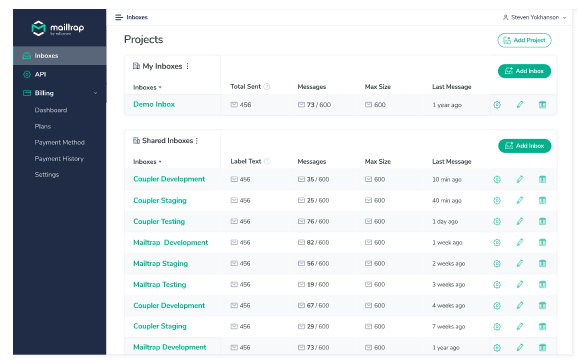 mailtrap
Inboxes
Steven Yokhanson
Inboxes
API
Billing
Dashboard
Plans
Payment Method
Payment History
Settings
Projects
Add Project
My Inboxes
Add Inbox
Inboxes Total Sent Messages Max Size Last Message
Demo Inbox 456 73 / 600 600 1 year ago
Shared Inboxes
Add Inbox
Inboxes Label Text Messages Max Size Last Message
Coupler Development 456 35 / 600 600 10 min ago
Coupler Staging 456 25 / 600 600 40 min ago
Coupler Testing 456 76 / 600 600 1 day ago
Mailtrap Development 456 82 / 600 600 1 week ago
Mailtrap Staging 456 56 / 600 600 2 weeks ago
Mailtrap Testing 456 19 / 600 600 3 weeks ago
Coupler Development 456 67 / 600 600 4 weeks ago
Coupler Staging 456 29 / 600 600 7 weeks ago
Mailtrap Development 456 73 / 600 600 1 year ago